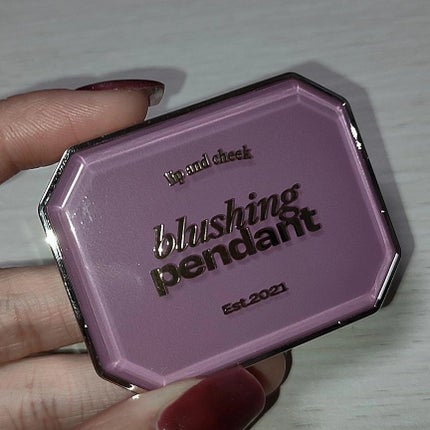 lip and cheek
blushing
pendant
Est.2021